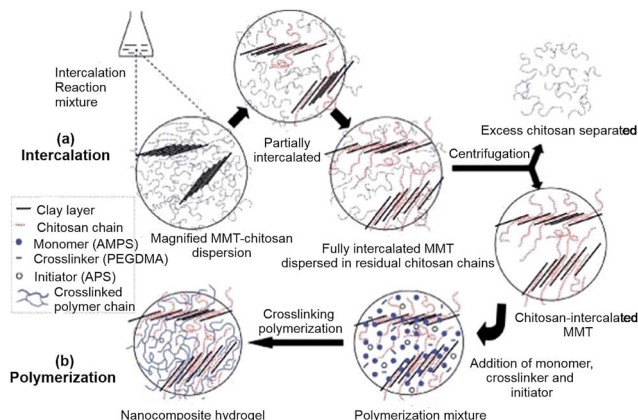 Intercalation
Reaction
mixture
(a)
Intercalation
Partially
intercalated
Excess chitosan separated
Centrifugation
Magnified MMT-chitosan
dispersion
Fully intercalated MMT
dispersed in residual chitosan chains
Chitosan-intercalated
MMT
Clay layer
Chitosan chain
Monomer (AMPS)
Crosslinker (PEGDMA)
Initiator (APS)
Crosslinked
polymer chain
Crosslinking
polymerization
Addition of monomer,
crosslinker and
initiator
(b)
Polymerization
Nanocomposite hydrogel
Polymerization mixture